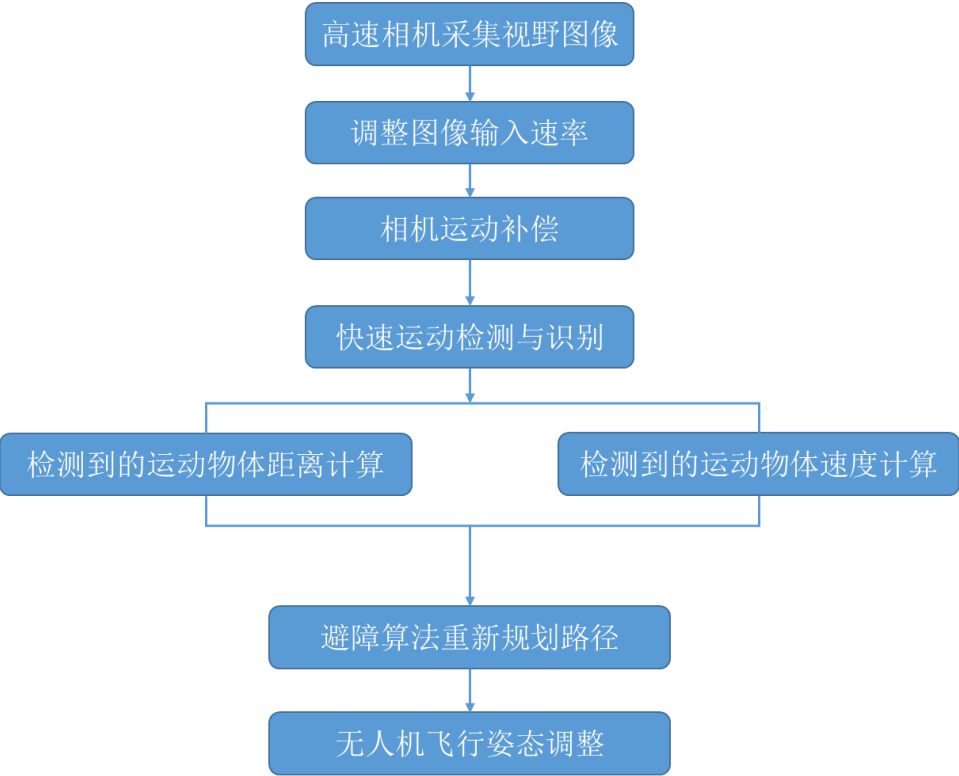 高速相机采集视野图像
调整图像输入速率
相机运动补偿
快速运动检测与识别
检测到的运动物体距离计算
检测到的运动物体速度计算
避障算法重新规划路径
无人机飞行姿态调整